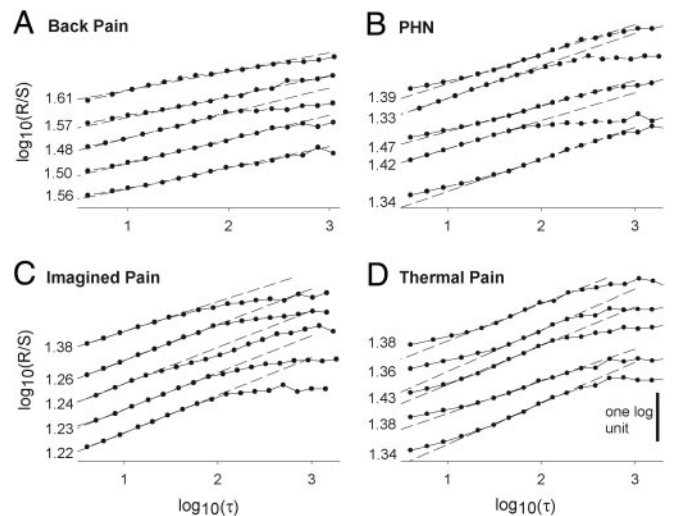 A Back Pain
log10(R/S)
1.61
1.57
1.48
1.50
1.56
1 2 3
B PHN
1.39
1.33
1.47
1.42
1.34
1 2 3
C Imagined Pain
log10(R/S)
1.38
1.26
1.24
1.23
1.22
1 2 3
log10(τ)
D Thermal Pain
1.38
1.36
1.43
1.38
1.34
one log
unit
1 2 3
log10(τ)